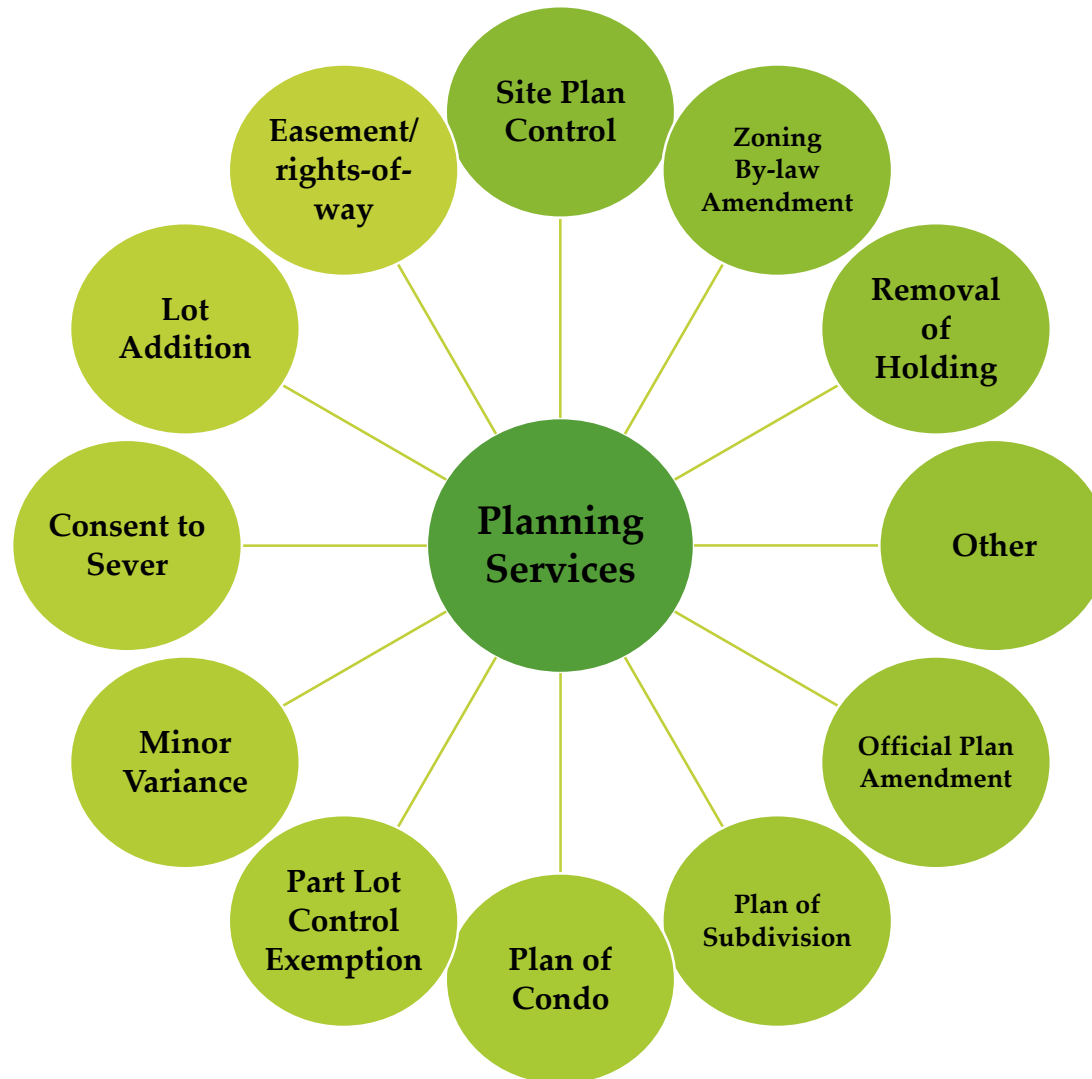 Site Plan
Control
Zoning
By-law
Amendment
Removal
of
Holding
Other
Official Plan
Amendment
Plan of
Subdivision
Plan of
Condo
Part Lot
Control
Exemption
Minor
Variance
Consent to
Sever
Lot
Addition
Easement/
rights-of-
way
Planning
Services